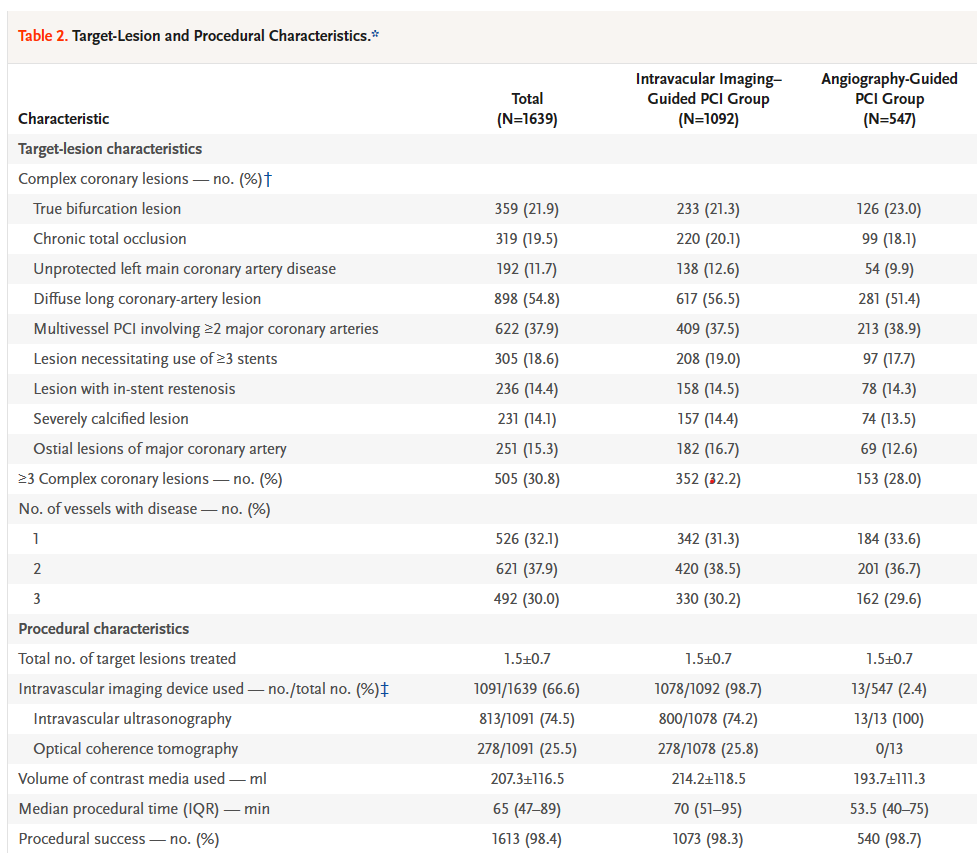 Table 2. Target-Lesion and Procedural Characteristics.*
Characteristic Total (N=1639) Intravacular Imaging–Guided PCI Group (N=1092) Angiography-Guided PCI Group (N=547)
Target-lesion characteristics
Complex coronary lesions — no. (%)†
True bifurcation lesion 359 (21.9) 233 (21.3) 126 (23.0)
Chronic total occlusion 319 (19.5) 220 (20.1) 99 (18.1)
Unprotected left main coronary artery disease 192 (11.7) 138 (12.6) 54 (9.9)
Diffuse long coronary-artery lesion 898 (54.8) 617 (56.5) 281 (51.4)
Multivessel PCI involving ≥2 major coronary arteries 622 (37.9) 409 (37.5) 213 (38.9)
Lesion necessitating use of ≥3 stents 305 (18.6) 208 (19.0) 97 (17.7)
Lesion with in-stent restenosis 236 (14.4) 158 (14.5) 78 (14.3)
Severely calcified lesion 231 (14.1) 157 (14.4) 74 (13.5)
Ostial lesions of major coronary artery 251 (15.3) 182 (16.7) 69 (12.6)
≥3 Complex coronary lesions — no. (%) 505 (30.8) 352 (32.2) 153 (28.0)
No. of vessels with disease — no. (%)
1 526 (32.1) 342 (31.3) 184 (33.6)
2 621 (37.9) 420 (38.5) 201 (36.7)
3 492 (30.0) 330 (30.2) 162 (29.6)
Procedural characteristics
Total no. of target lesions treated 1.5±0.7 1.5±0.7 1.5±0.7
Intravascular imaging device used — no./total no. (%)‡ 1091/1639 (66.6) 1078/1092 (98.7) 13/547 (2.4)
Intravascular ultrasonography 813/1091 (74.5) 800/1078 (74.2) 13/13 (100)
Optical coherence tomography 278/1091 (25.5) 278/1078 (25.8) 0/13
Volume of contrast media used — ml 207.3±116.5 214.2±118.5 193.7±111.3
Median procedural time (IQR) — min 65 (47–89) 70 (51–95) 53.5 (40–75)
Procedural success — no. (%) 1613 (98.4) 1073 (98.3) 540 (98.7)